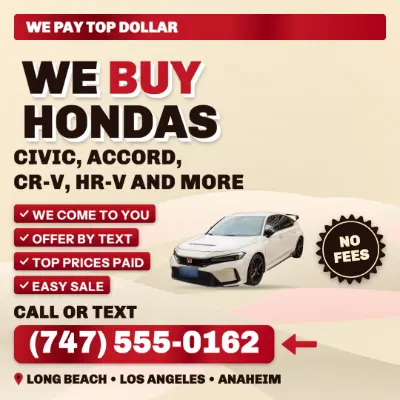 WE PAY TOP DOLLAR
WE BUY
HONDAS
CIVIC, ACCORD,
CR-V, HR-V AND MORE
WE COME TO YOU
OFFER BY TEXT
TOP PRICES PAID
EASY SALE
NO
FEES
CALL OR TEXT
(747) 555-0162
LONG BEACH • LOS ANGELES • ANAHEIM